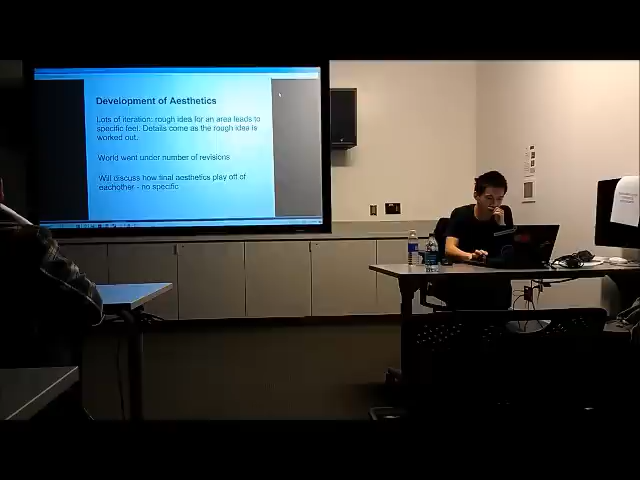 Development of Aesthetics
Lots of iteration: rough idea for an area leads to
specific feel. Details come as the rough idea is
worked out.
World went under number of revisions
Will discuss how final aesthetics play off of
eachother - no specific